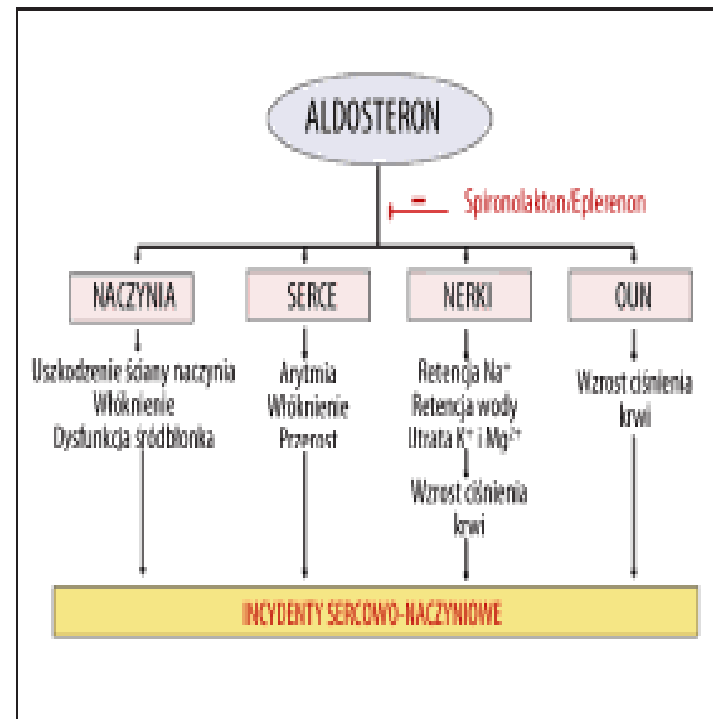 ALDOSTERON
– Spironolakton/Eplerenon
NACZYNIA
SERCE
NERKI
OUN
Uszkodzenie ściany naczynia
Włóknienie
Dysfunkcja śródbłonka
Arytmia
Włóknienie
Przerost
Retencja Na⁺
Retencja wody
Utrata K⁺ i Mg²⁺
Wzrost ciśnienia
krwi
Wzrost ciśnienia
krwi
INCYDENTY SERCOWO-NACZYNIOWE